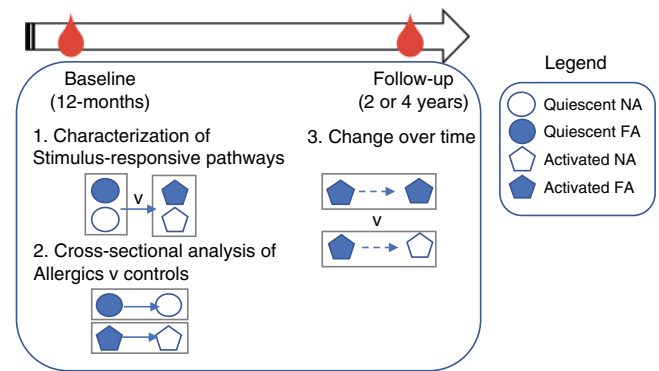 Baseline
(12-months)
Follow-up
(2 or 4 years)
1. Characterization of
Stimulus-responsive pathways
v
2. Cross-sectional analysis of
Allergics v controls
3. Change over time
v
Legend
Quiescent NA
Quiescent FA
Activated NA
Activated FA